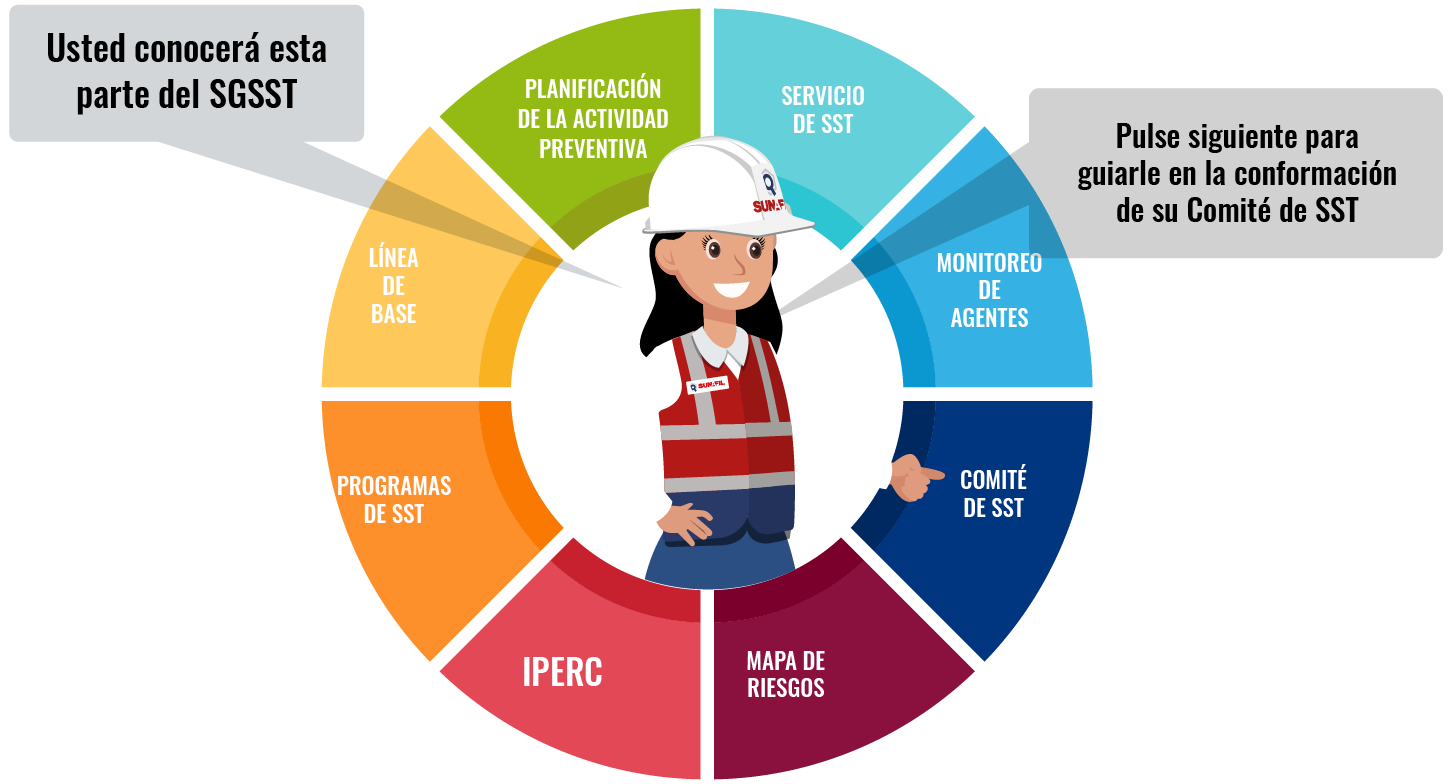 Usted conocerá esta
parte del SGSST
PLANIFICACIÓN
DE LA ACTIVIDAD
PREVENTIVA
SERVICIO
DE SST
Pulse siguiente para
guiarle en la conformación
de su Comité de SST
LÍNEA
DE
BASE
MONITOREO
DE
AGENTES
PROGRAMAS
DE SST
COMITÉ
DE SST
IPERC
MAPA DE
RIESGOS
SUNAFIL